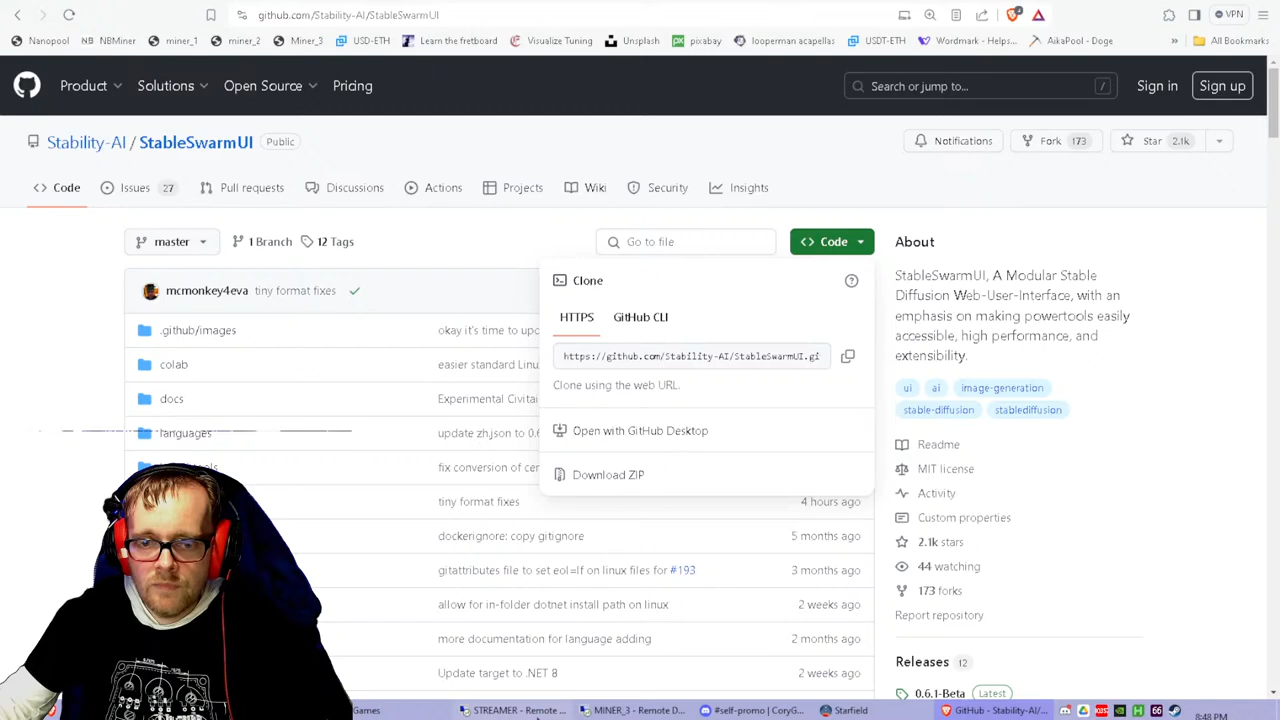 github.com/Stability-AI/StableSwarmUI
VPN
Nanopool
NB NBMiner
miner_1
miner_2
Miner_3
USD-ETH
Learn the fretboard
Visualize Tuning
Unsplash
px pixabay
looperman acapellas
USDT-ETH
Wordmark - Helps...
AikaPool - Doge
»
All Bookmarks
Product
Solutions
Open Source
Pricing
Search or jump to...
/
Sign in
Sign up
Stability-AI / StableSwarmUI
Public
Notifications
Fork 173
Star 2.1k
Code
Issues 27
Pull requests
Discussions
Actions
Projects
Wiki
Security
Insights
master
1 Branch
12 Tags
Go to file
Code
About
mcmonkey4eva tiny format fixes
Clone
StableSwarmUI, A Modular Stable
Diffusion Web-User-Interface, with an
emphasis on making powertools easily
accessible, high performance, and
extensibility.
HTTPS
GitHub CLI
.github/images
okay it's time to upd
https://github.com/Stability-AI/StableSwarmUI.gi
colab
easier standard Linu
Clone using the web URL.
ui
ai
image-generation
docs
Experimental Civitai
stable-diffusion
stablediffusion
languages
update zh.json to 0.6
Open with GitHub Desktop
Readme
fix conversion of cer
Download ZIP
MIT license
Activity
tiny format fixes
4 hours ago
Custom properties
dockerignore: copy gitignore
5 months ago
2.1k stars
gitattributes file to set eol=lf on linux files for #193
3 months ago
44 watching
173 forks
allow for in-folder dotnet install path on linux
2 weeks ago
Report repository
more documentation for language adding
2 months ago
Releases 12
Update target to .NET 8
2 weeks ago
0.6.1-Beta
Latest
Games
STREAMER - Remote ...
MINER_3 - Remote D...
#self-promo | CoryG...
Starfield
GitHub - Stability-AI/...
66
8:48 PM